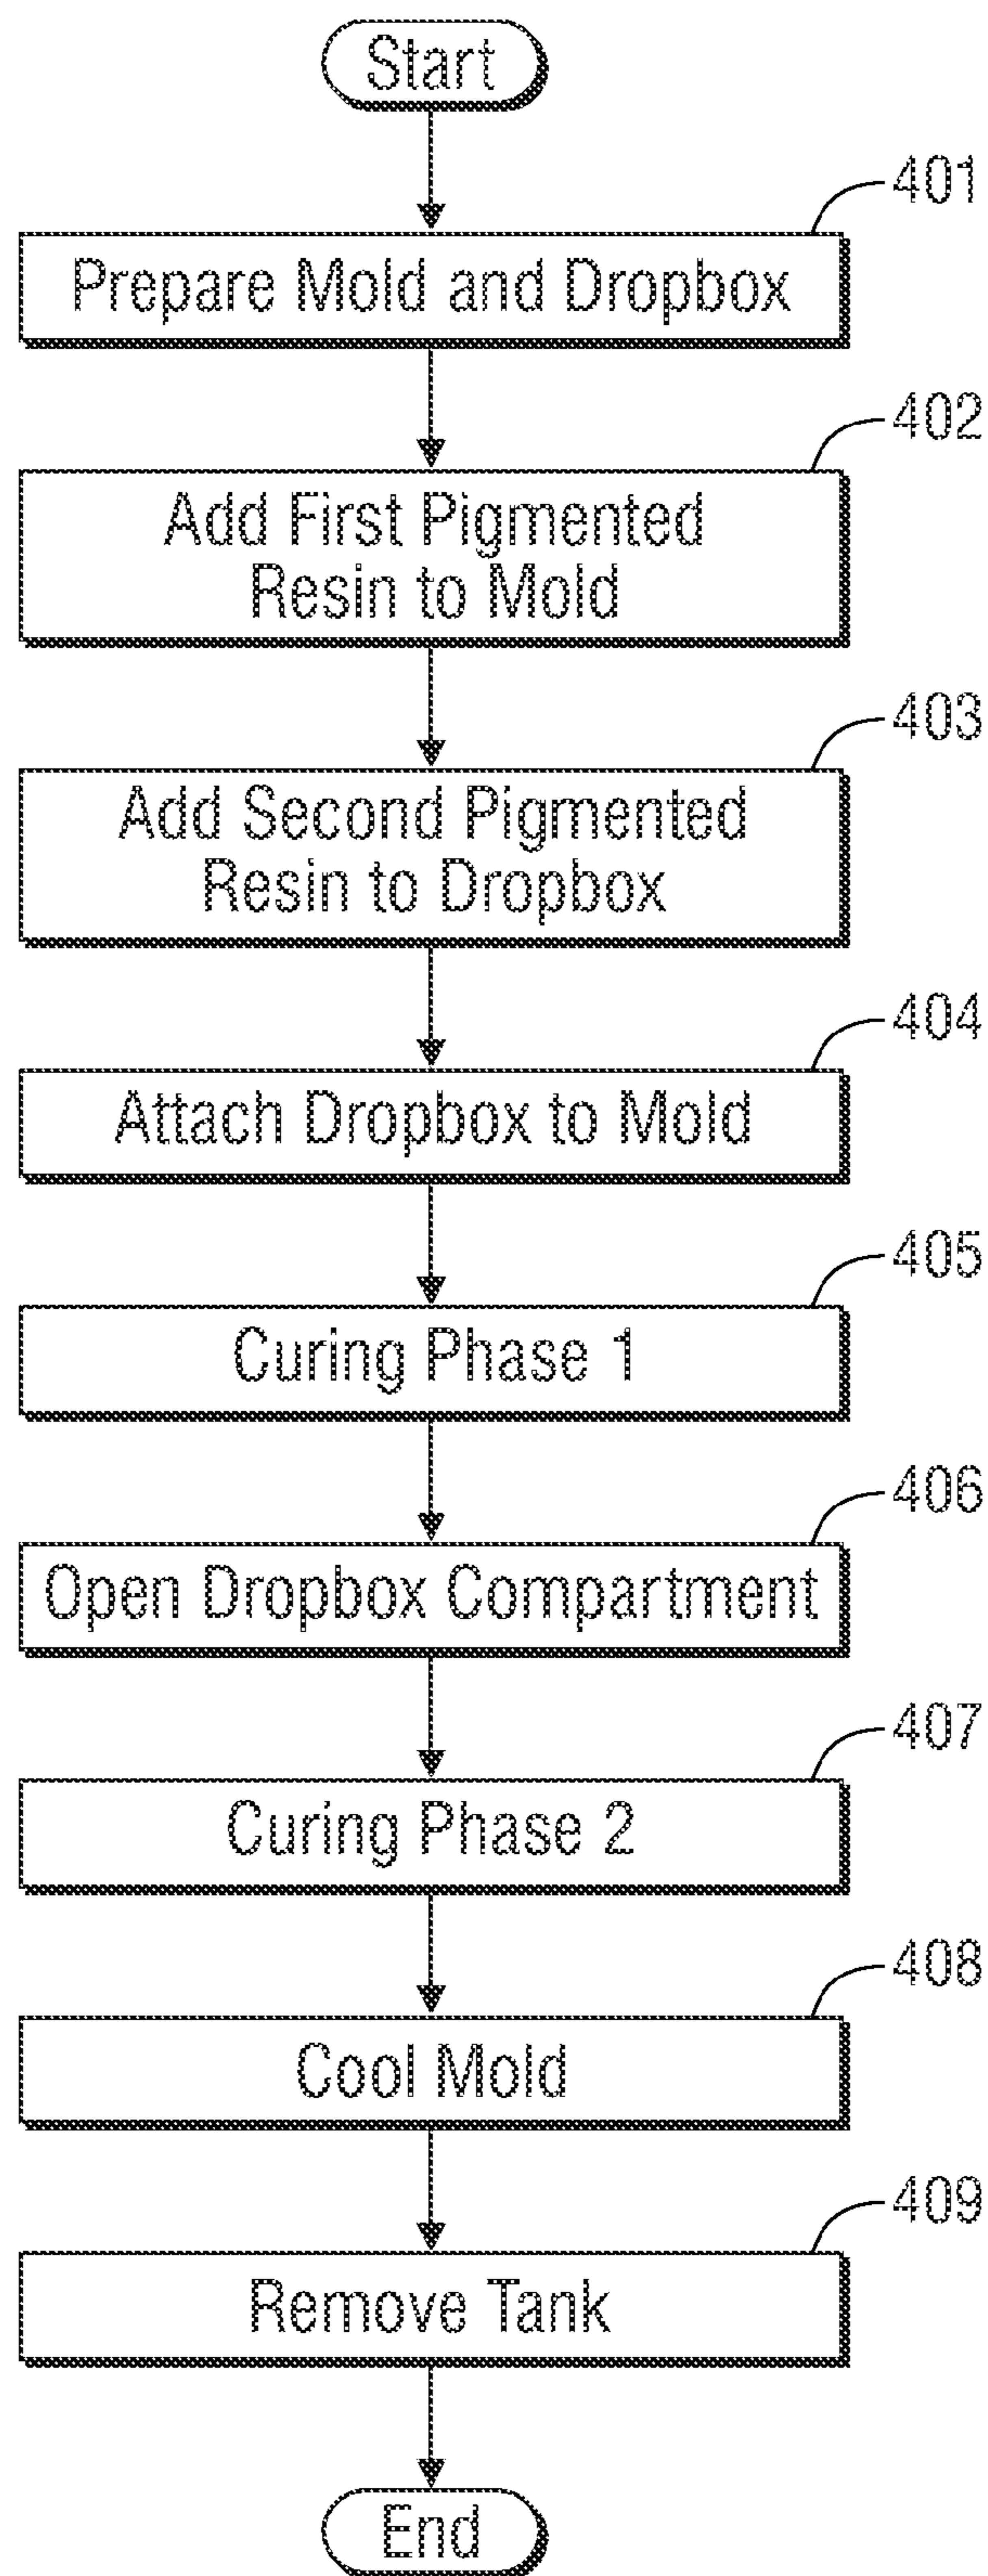 Start
401
Prepare Mold and Dropbox
402
Add First Pigmented
Resin to Mold
403
Add Second Pigmented
Resin to Dropbox
404
Attach Dropbox to Mold
405
Curing Phase 1
406
Open Dropbox Compartment
407
Curing Phase 2
408
Cool Mold
409
Remove Tank
End